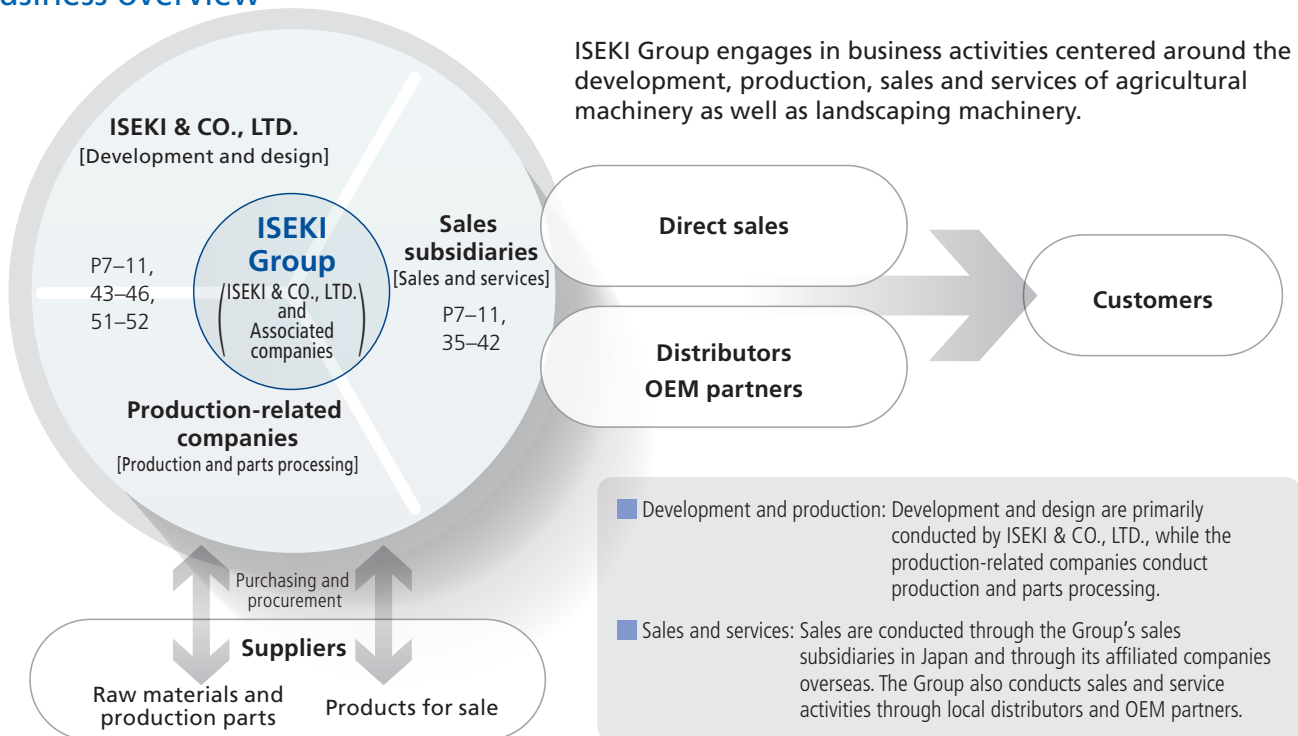 ISEKI Group engages in business activities centered around the
development, production, sales and services of agricultural
machinery as well as landscaping machinery.
ISEKI & CO., LTD.
[Development and design]
P7–11,
43–46,
51–52
ISEKI
Group
(ISEKI & CO., LTD.
and
Associated
companies)
Sales
subsidiaries
[Sales and services]
P7–11,
35–42
Production-related
companies
[Production and parts processing]
Direct sales
Distributors
OEM partners
Customers
Purchasing and
procurement
Suppliers
Raw materials and
production parts
Products for sale
Development and production: Development and design are primarily
conducted by ISEKI & CO., LTD., while the
production-related companies conduct
production and parts processing.
Sales and services: Sales are conducted through the Group’s sales
subsidiaries in Japan and through its affiliated companies
overseas. The Group also conducts sales and service
activities through local distributors and OEM partners.